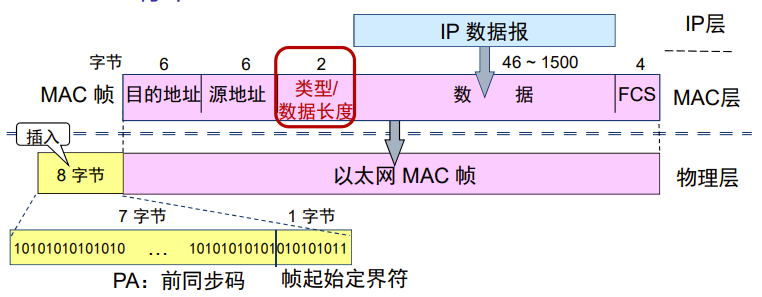 IP 数据报
IP层
字节 6 6 2 46 ~ 1500 4
MAC 帧 目的地址 源地址 类型/ 数据长度 数 据 FCS MAC层
插入
8 字节 以太网 MAC 帧 物理层
7 字节 1 字节
10101010101010 … 10101010101010101011
PA：前同步码 帧起始定界符